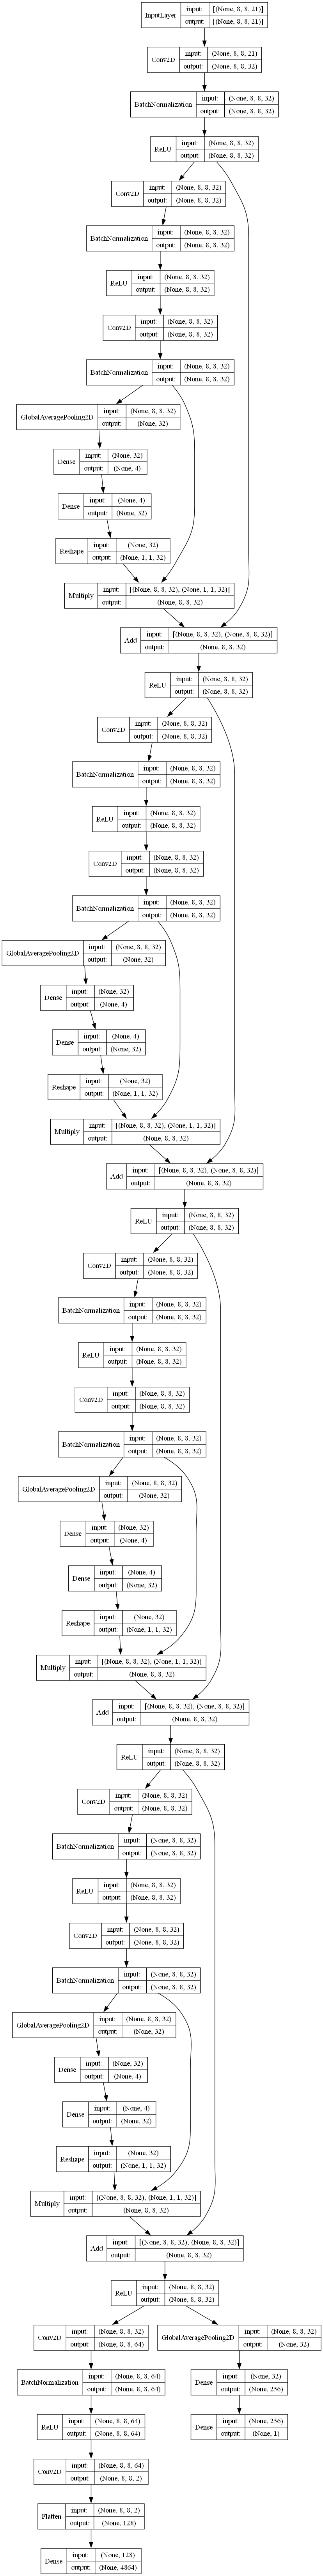 InputLayer input: [(None, 8, 8, 21)]
output: [(None, 8, 8, 21)]
Conv2D input: (None, 8, 8, 21)
output: (None, 8, 8, 32)
BatchNormalization input: (None, 8, 8, 32)
output: (None, 8, 8, 32)
ReLU input: (None, 8, 8, 32)
output: (None, 8, 8, 32)
Conv2D input: (None, 8, 8, 32)
output: (None, 8, 8, 32)
BatchNormalization input: (None, 8, 8, 32)
output: (None, 8, 8, 32)
ReLU input: (None, 8, 8, 32)
output: (None, 8, 8, 32)
Conv2D input: (None, 8, 8, 32)
output: (None, 8, 8, 32)
BatchNormalization input: (None, 8, 8, 32)
output: (None, 8, 8, 32)
GlobalAveragePooling2D input: (None, 8, 8, 32)
output: (None, 32)
Dense input: (None, 32)
output: (None, 4)
Dense input: (None, 4)
output: (None, 32)
Reshape input: (None, 32)
output: (None, 1, 1, 32)
Multiply input: [(None, 8, 8, 32), (None, 1, 1, 32)]
output: (None, 8, 8, 32)
Add input: [(None, 8, 8, 32), (None, 8, 8, 32)]
output: (None, 8, 8, 32)
ReLU input: (None, 8, 8, 32)
output: (None, 8, 8, 32)
Conv2D input: (None, 8, 8, 32)
output: (None, 8, 8, 32)
BatchNormalization input: (None, 8, 8, 32)
output: (None, 8, 8, 32)
ReLU input: (None, 8, 8, 32)
output: (None, 8, 8, 32)
Conv2D input: (None, 8, 8, 32)
output: (None, 8, 8, 32)
BatchNormalization input: (None, 8, 8, 32)
output: (None, 8, 8, 32)
GlobalAveragePooling2D input: (None, 8, 8, 32)
output: (None, 32)
Dense input: (None, 32)
output: (None, 4)
Dense input: (None, 4)
output: (None, 32)
Reshape input: (None, 32)
output: (None, 1, 1, 32)
Multiply input: [(None, 8, 8, 32), (None, 1, 1, 32)]
output: (None, 8, 8, 32)
Add input: [(None, 8, 8, 32), (None, 8, 8, 32)]
output: (None, 8, 8, 32)
ReLU input: (None, 8, 8, 32)
output: (None, 8, 8, 32)
Conv2D input: (None, 8, 8, 32)
output: (None, 8, 8, 32)
BatchNormalization input: (None, 8, 8, 32)
output: (None, 8, 8, 32)
ReLU input: (None, 8, 8, 32)
output: (None, 8, 8, 32)
Conv2D input: (None, 8, 8, 32)
output: (None, 8, 8, 32)
BatchNormalization input: (None, 8, 8, 32)
output: (None, 8, 8, 32)
GlobalAveragePooling2D input: (None, 8, 8, 32)
output: (None, 32)
Dense input: (None, 32)
output: (None, 4)
Dense input: (None, 4)
output: (None, 32)
Reshape input: (None, 32)
output: (None, 1, 1, 32)
Multiply input: [(None, 8, 8, 32), (None, 1, 1, 32)]
output: (None, 8, 8, 32)
Add input: [(None, 8, 8, 32), (None, 8, 8, 32)]
output: (None, 8, 8, 32)
ReLU input: (None, 8, 8, 32)
output: (None, 8, 8, 32)
Conv2D input: (None, 8, 8, 32)
output: (None, 8, 8, 32)
BatchNormalization input: (None, 8, 8, 32)
output: (None, 8, 8, 32)
ReLU input: (None, 8, 8, 32)
output: (None, 8, 8, 32)
Conv2D input: (None, 8, 8, 32)
output: (None, 8, 8, 32)
BatchNormalization input: (None, 8, 8, 32)
output: (None, 8, 8, 32)
GlobalAveragePooling2D input: (None, 8, 8, 32)
output: (None, 32)
Dense input: (None, 32)
output: (None, 4)
Dense input: (None, 4)
output: (None, 32)
Reshape input: (None, 32)
output: (None, 1, 1, 32)
Multiply input: [(None, 8, 8, 32), (None, 1, 1, 32)]
output: (None, 8, 8, 32)
Add input: [(None, 8, 8, 32), (None, 8, 8, 32)]
output: (None, 8, 8, 32)
ReLU input: (None, 8, 8, 32)
output: (None, 8, 8, 32)
Conv2D input: (None, 8, 8, 32)
output: (None, 8, 8, 64)
GlobalAveragePooling2D input: (None, 8, 8, 32)
output: (None, 32)
BatchNormalization input: (None, 8, 8, 64)
output: (None, 8, 8, 64)
Dense input: (None, 32)
output: (None, 256)
ReLU input: (None, 8, 8, 64)
output: (None, 8, 8, 64)
Dense input: (None, 256)
output: (None, 1)
Conv2D input: (None, 8, 8, 64)
output: (None, 8, 8, 2)
Flatten input: (None, 8, 8, 2)
output: (None, 128)
Dense input: (None, 128)
output: (None, 4864)